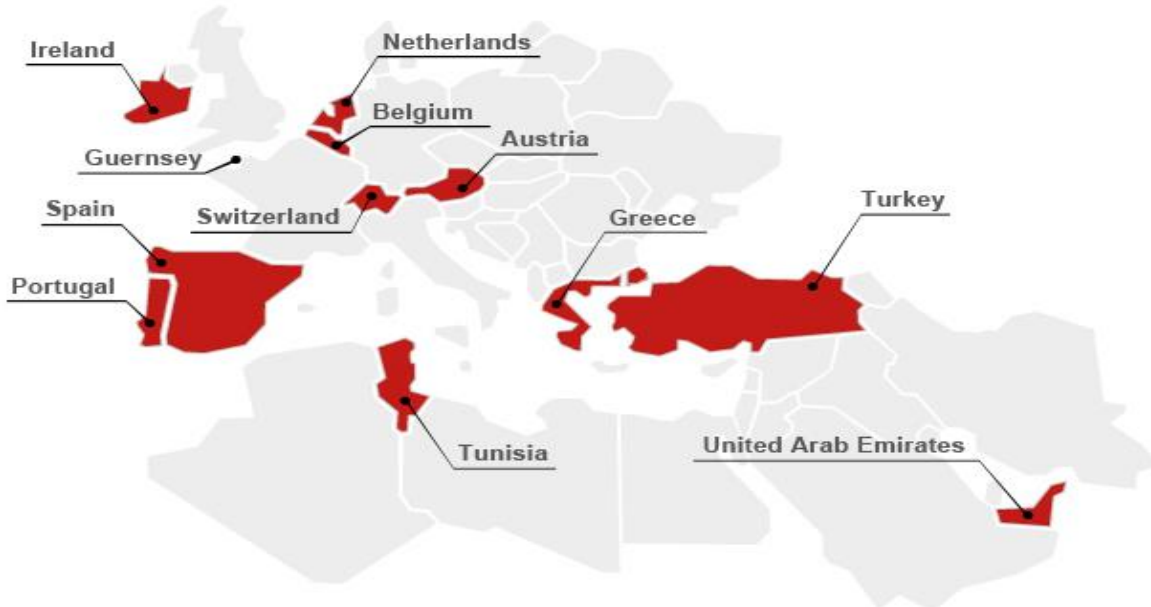 Netherlands
Ireland
Belgium
Austria
Guernsey
Turkey
Switzerland
Greece
Spain
Portugal
United Arab Emirates
Tunisia